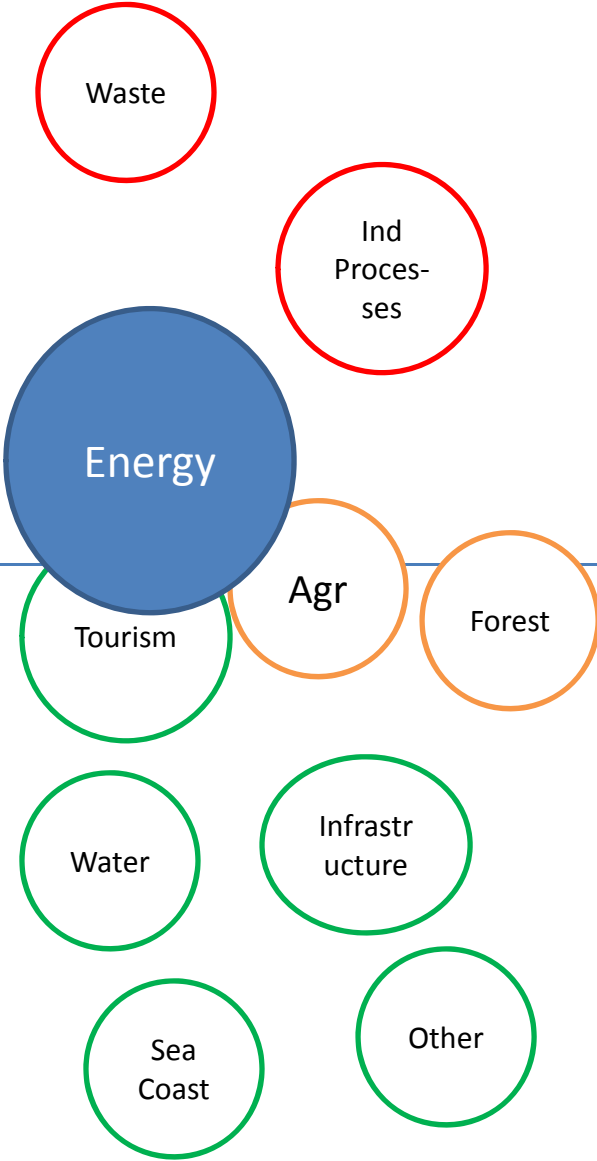 Waste
Ind
Proces-
ses
Energy
Agr
Forest
Tourism
Infrastr
ucture
Water
Other
Sea
Coast